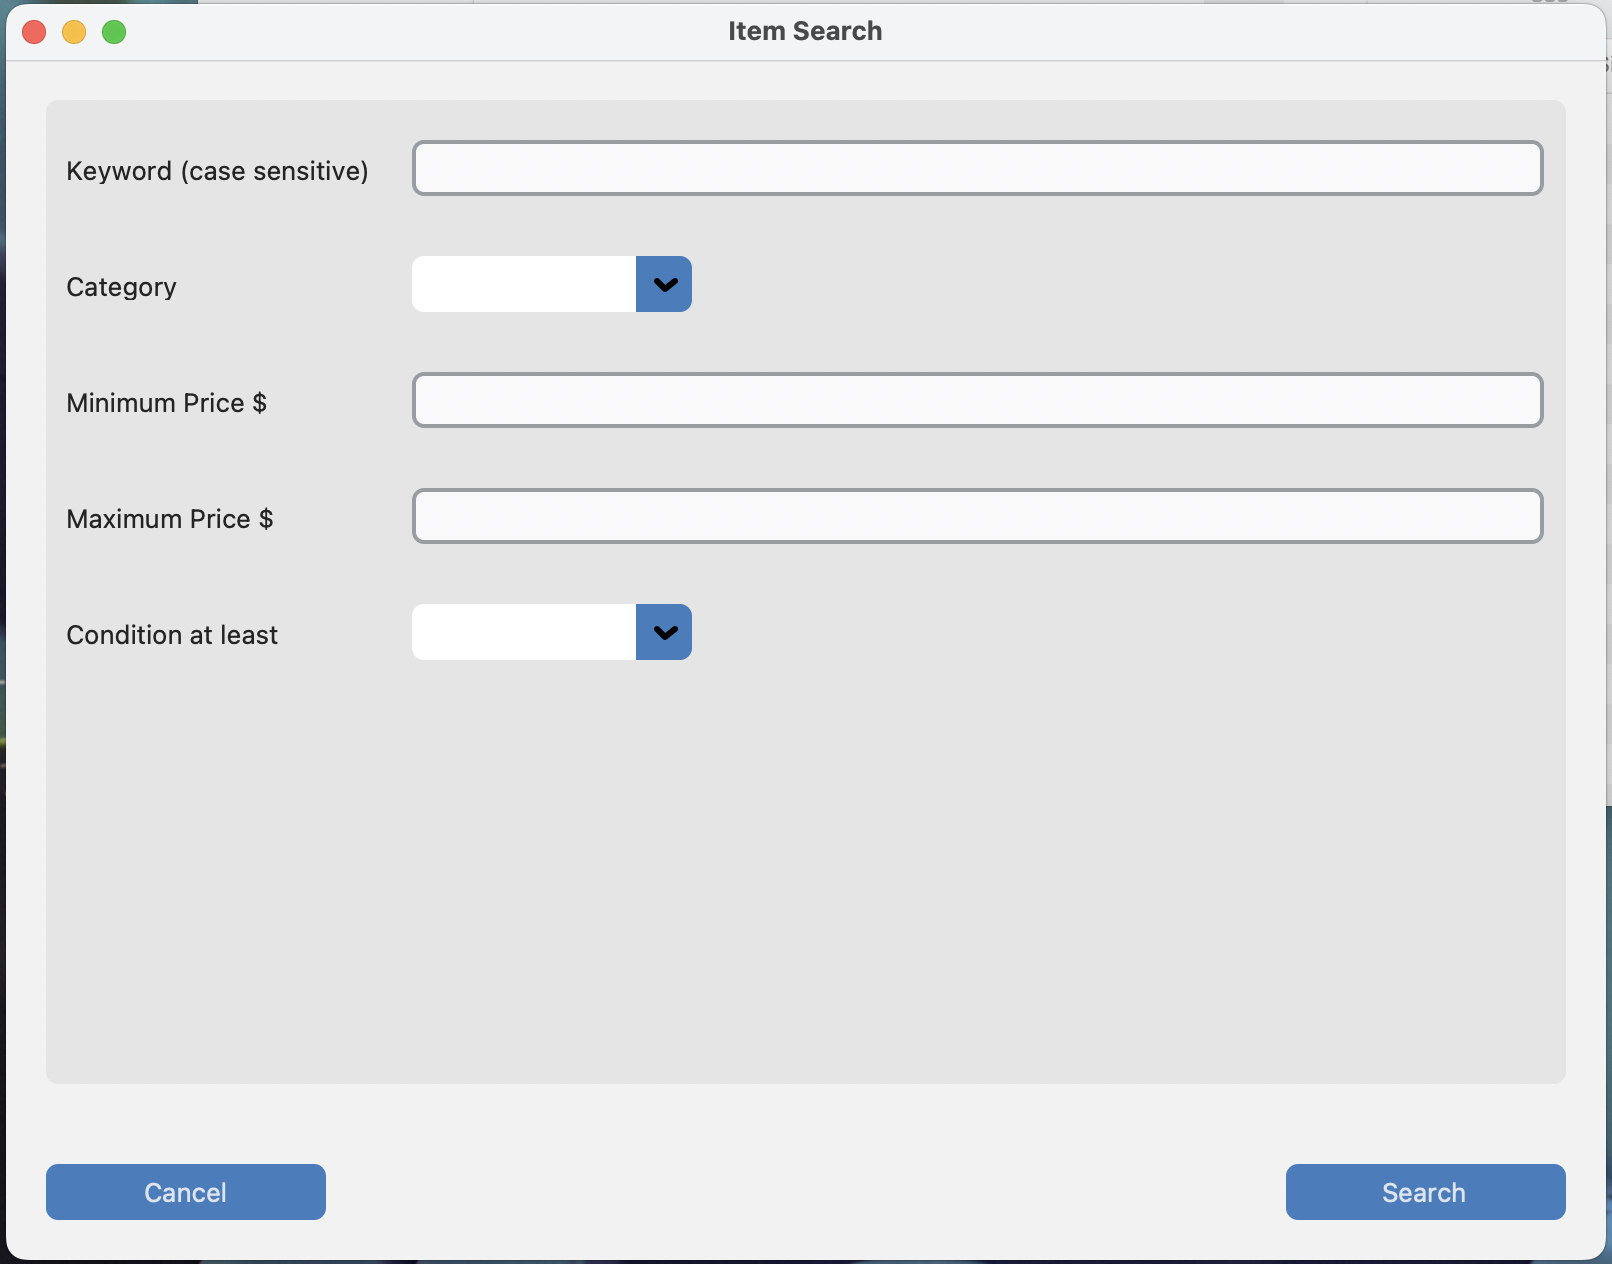 Item Search
Keyword (case sensitive)
Category
Minimum Price $
Maximum Price $
Condition at least
Cancel
Search